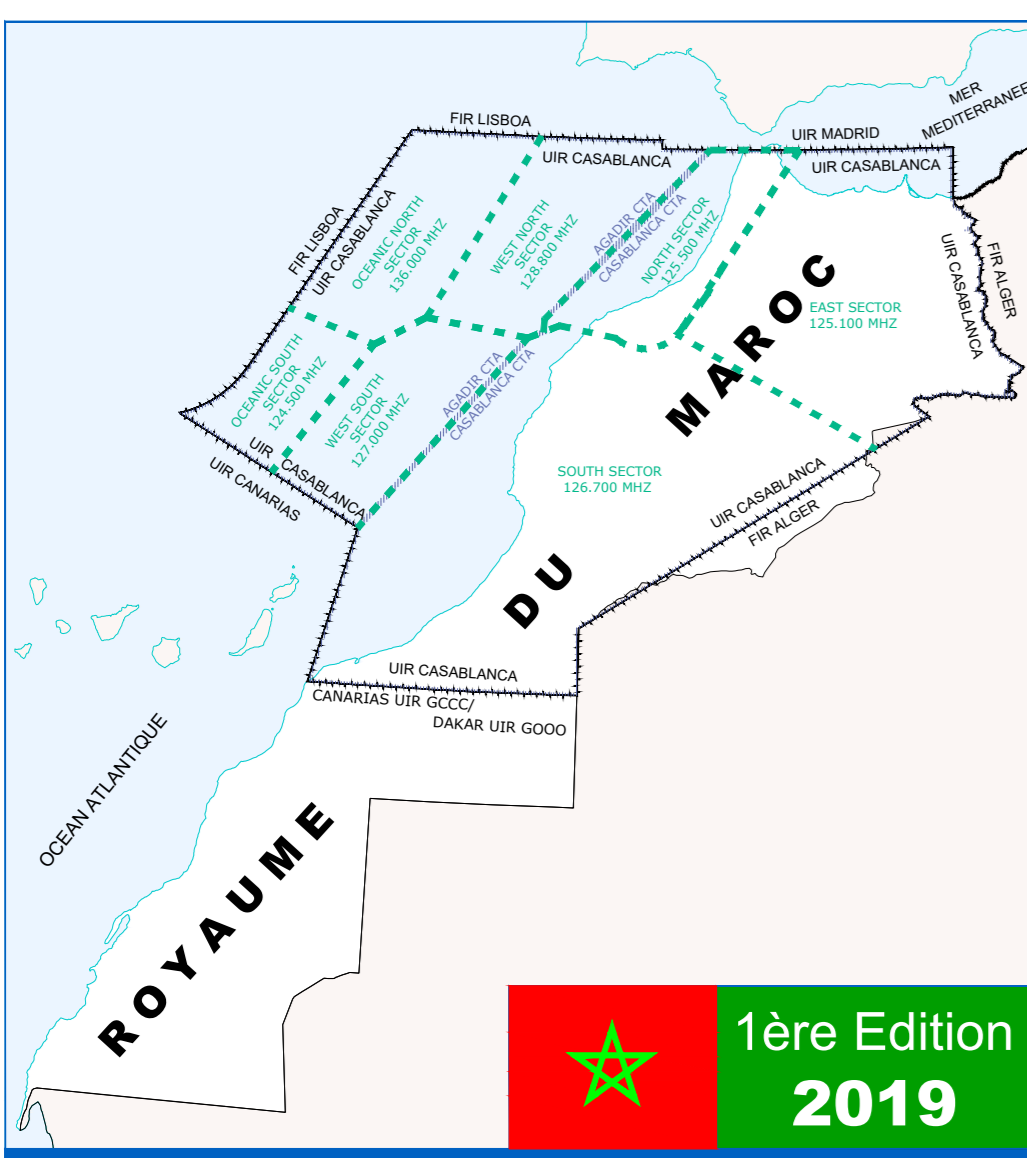 MER
MEDITERRANEE
FIR LISBOA
UIR CASABLANCA
UIR MADRID
UIR CASABLANCA
FIR LISBOA
UIR CASABLANCA
OCEANIC NORTH
SECTOR
136.000 MHZ
WEST NORTH
SECTOR
128.800 MHZ
AGADIR CTA
CASABLANCA CTA
NORTH SECTOR
125.500 MHZ
FIR ALGER
UIR CASABLANCA
EAST SECTOR
125.100 MHZ
OCEANIC SOUTH
SECTOR
124.500 MHZ
WEST SOUTH
SECTOR
127.000 MHZ
AGADIR CTA
CASABLANCA CTA
UIR CASABLANCA
UIR CANARIAS
SOUTH SECTOR
126.700 MHZ
UIR CASABLANCA
FIR ALGER
UIR CASABLANCA
CANARIAS UIR GCCC/
DAKAR UIR GOOO
OCEAN ATLANTIQUE
ROYAUME
DU
MAROC
1ère Edition
2019